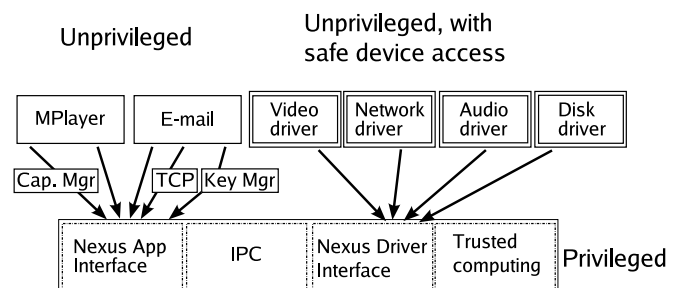 Unprivileged
Unprivileged, with
safe device access
MPlayer
E-mail
Video
driver
Network
driver
Audio
driver
Disk
driver
Cap. Mgr
TCP
Key Mgr
Nexus App
Interface
IPC
Nexus Driver
Interface
Trusted
computing
Privileged